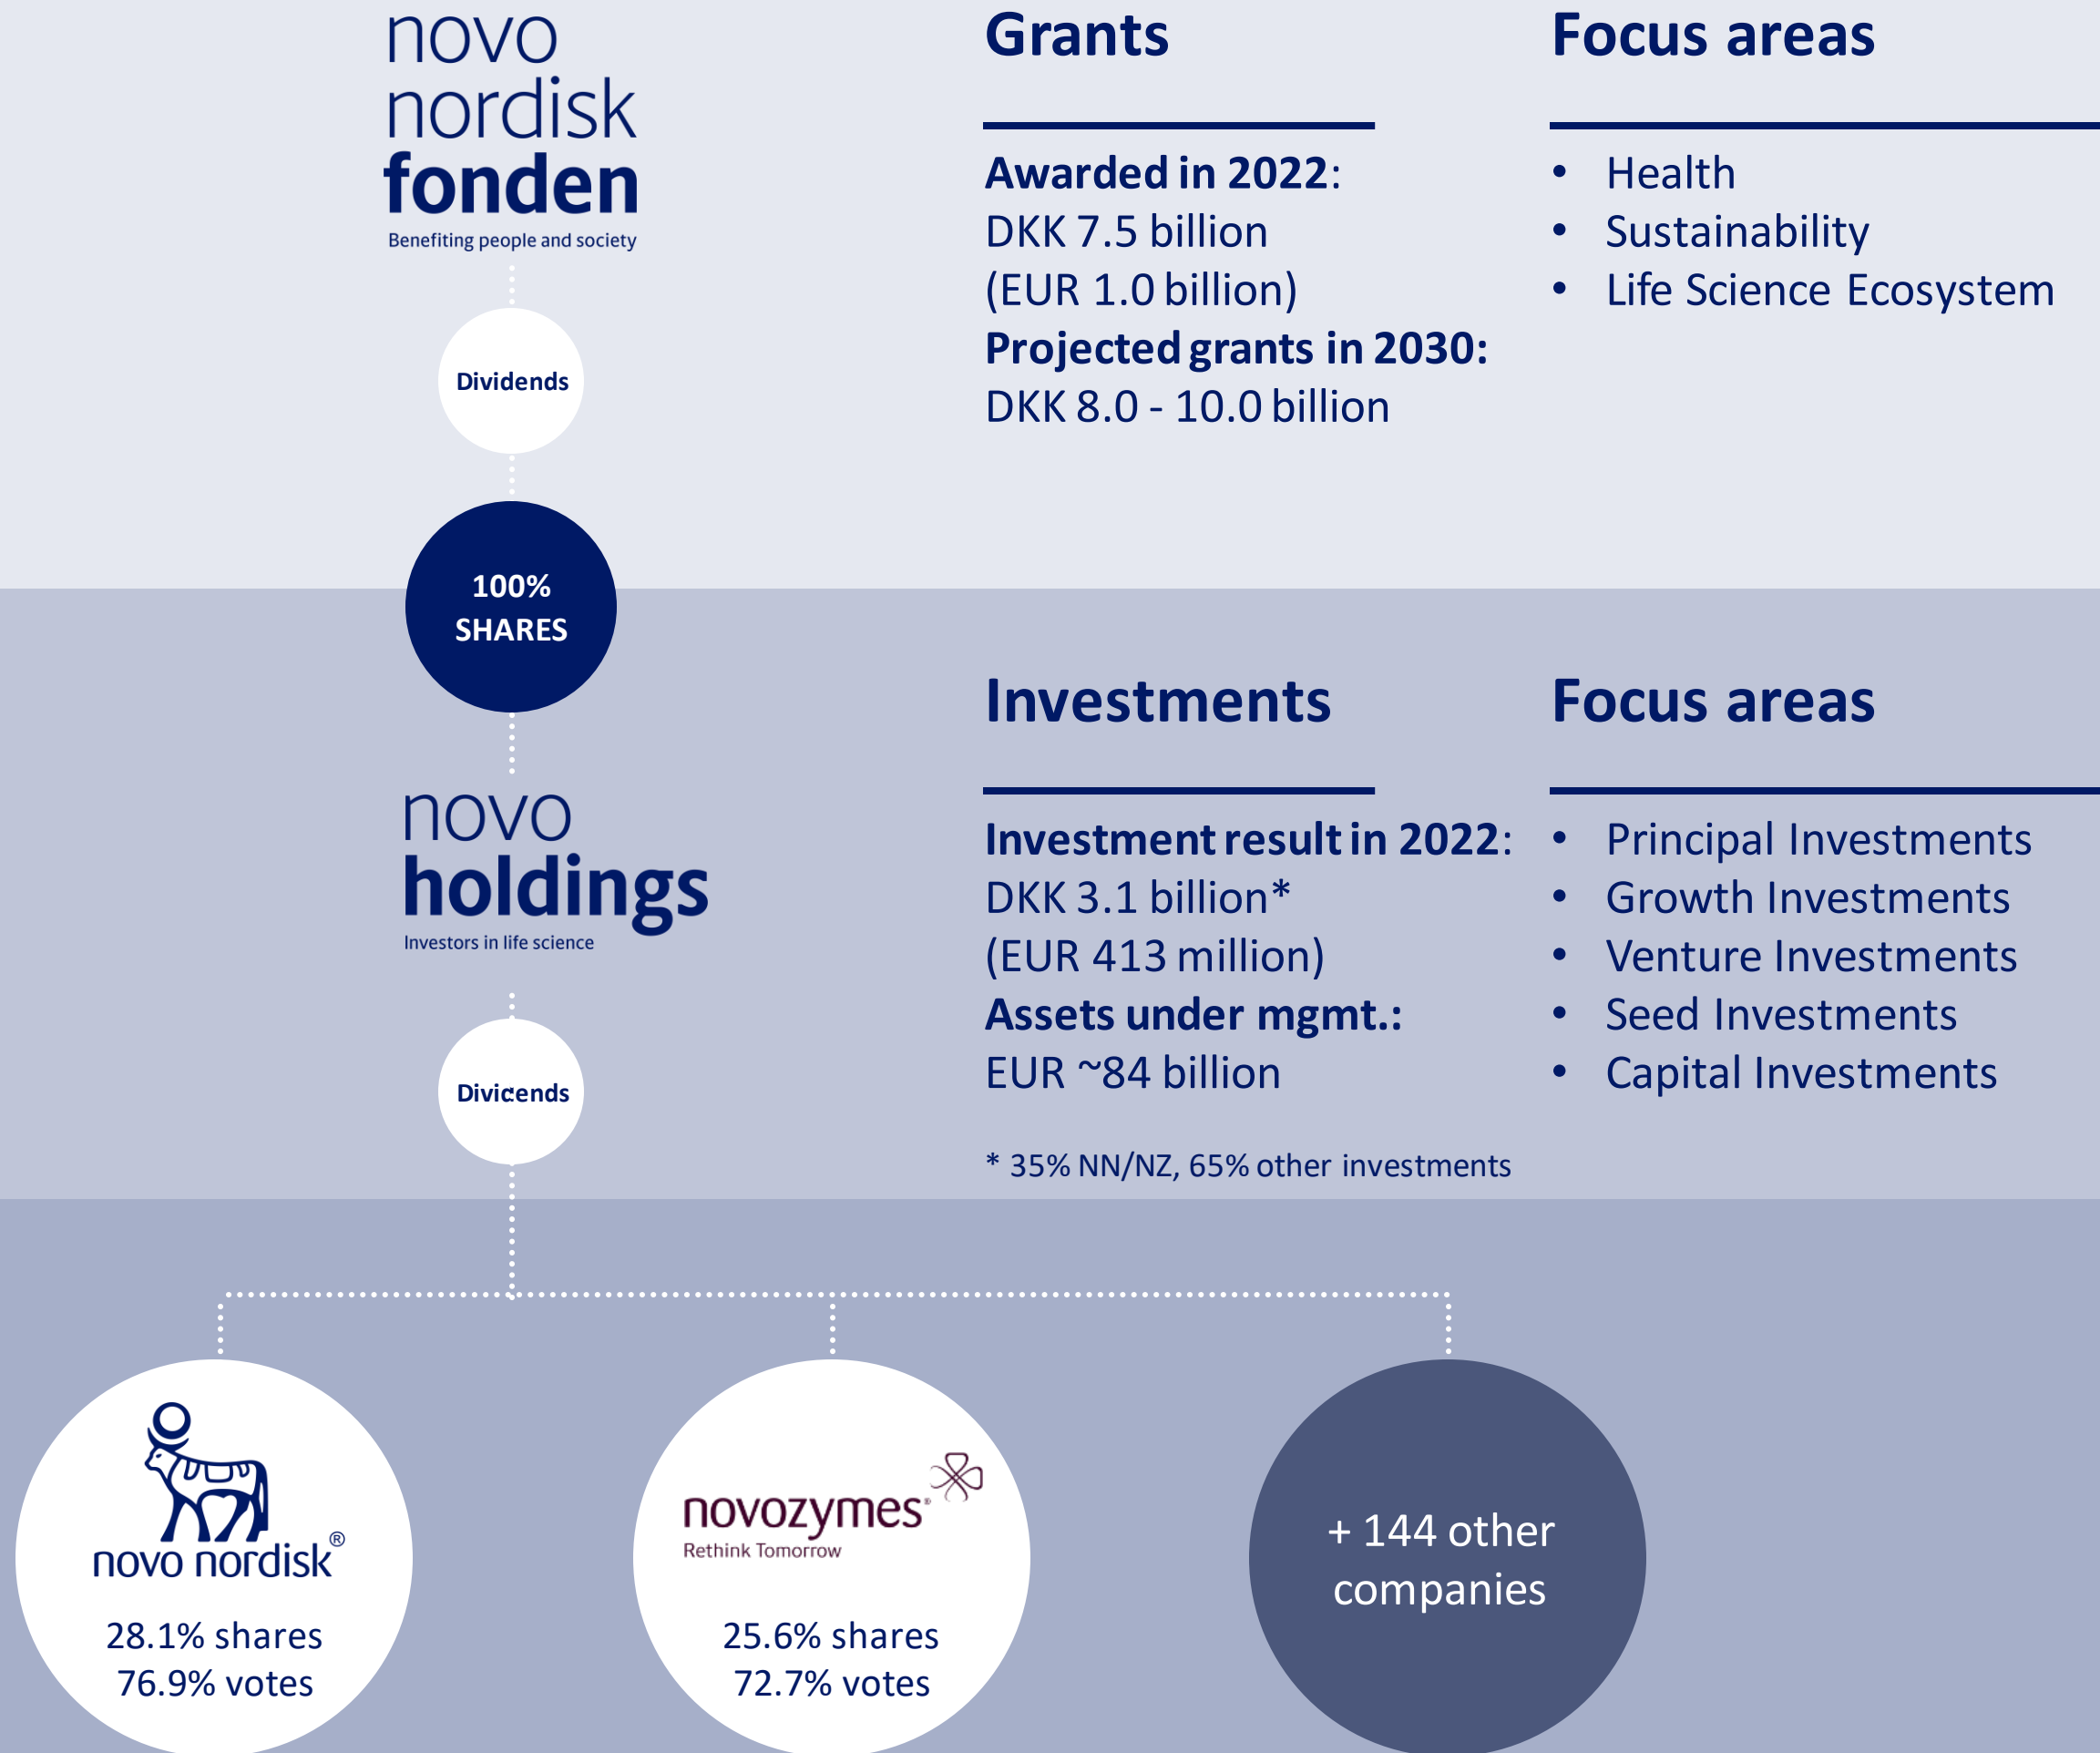 novo
nordisk
fonden
Benefiting people and society
Dividends
100%
SHARES
Grants
Awarded in 2022:
DKK 7.5 billion
(EUR 1.0 billion)
Projected grants in 2030:
DKK 8.0 - 10.0 billion
Focus areas
• Health
• Sustainability
• Life Science Ecosystem
novo
holdings
Investors in life science
Dividends
Investments
Investment result in 2022:
DKK 3.1 billion*
(EUR 413 million)
Assets under mgmt.:
EUR ~84 billion
* 35% NN/NZ, 65% other investments
Focus areas
• Principal Investments
• Growth Investments
• Venture Investments
• Seed Investments
• Capital Investments
novo nordisk®
28.1% shares
76.9% votes
novozymes®
Rethink Tomorrow
25.6% shares
72.7% votes
+ 144 other
companies